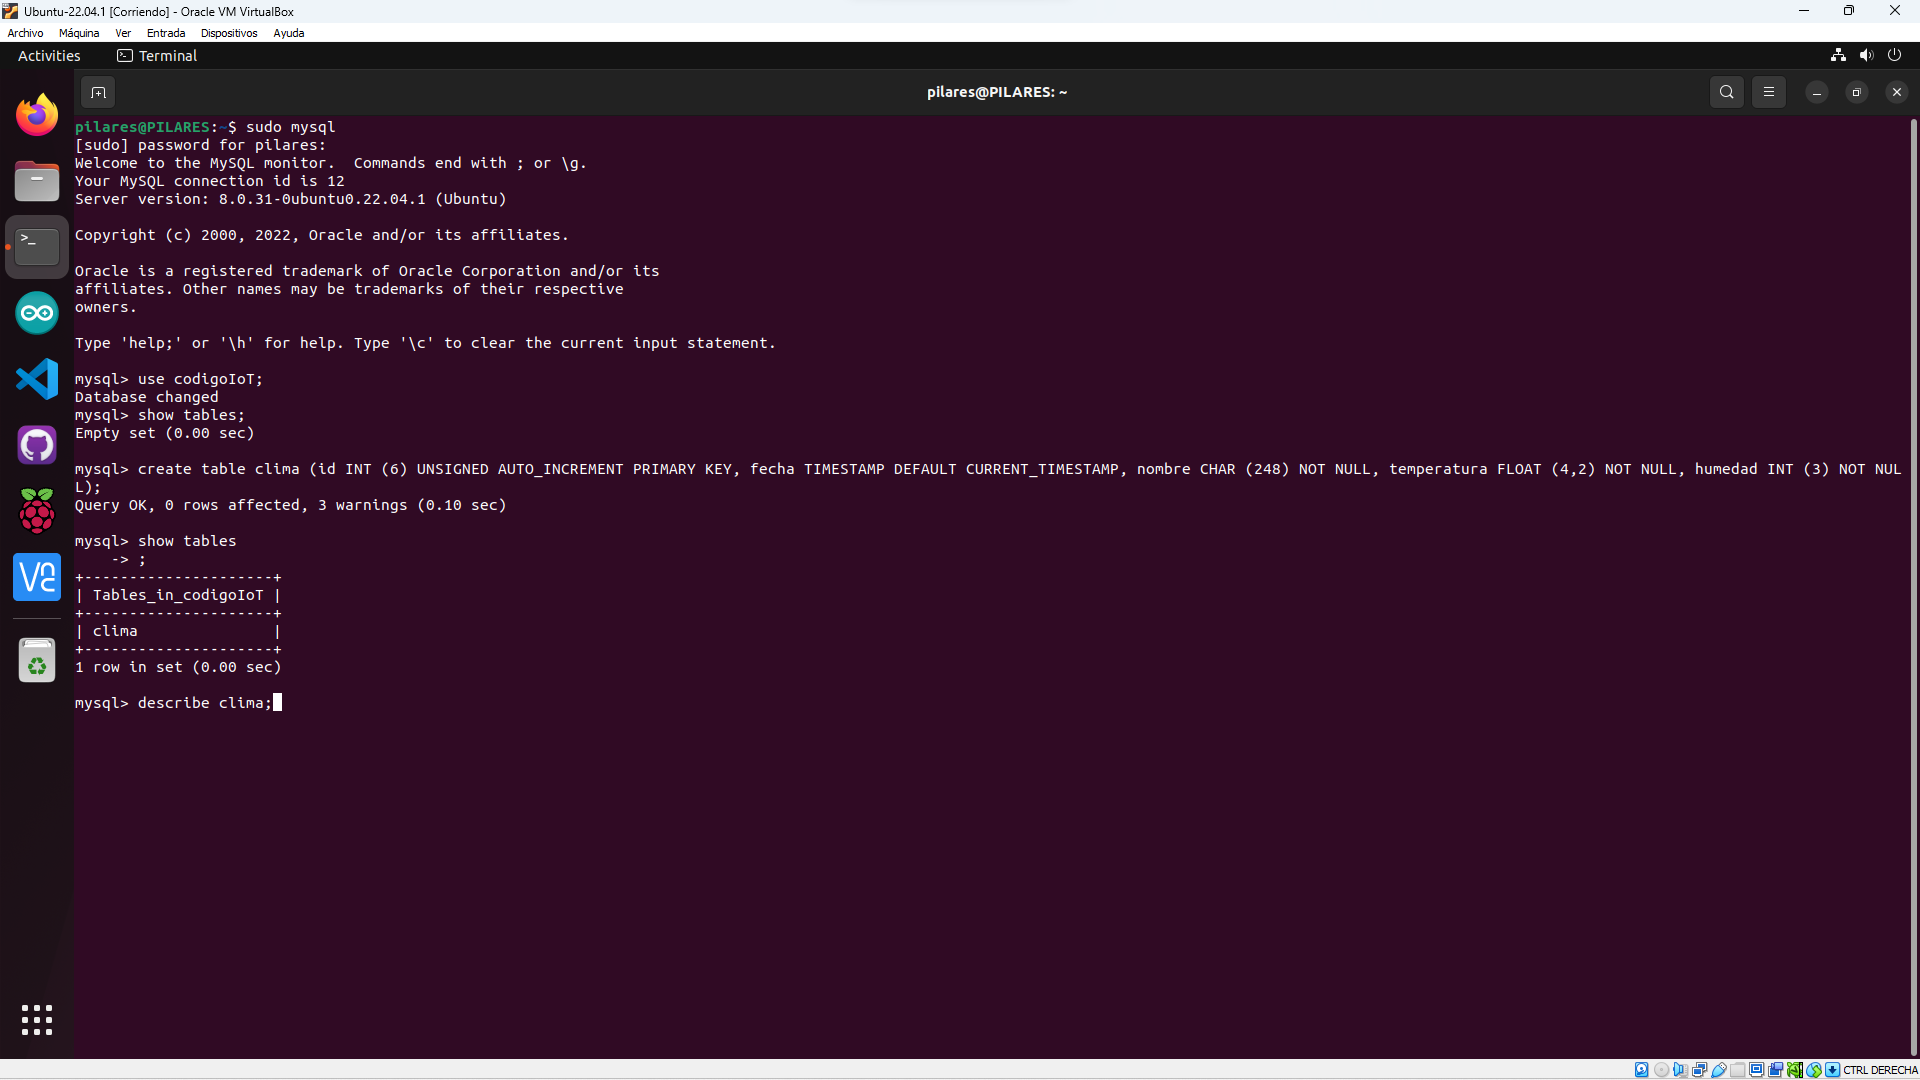 Ubuntu-22.04.1 [Corriendo] - Oracle VM VirtualBox
Archivo Máquina Ver Entrada Dispositivos Ayuda
Activities Terminal
pilares@PILARES: ~
pilares@PILARES:~$ sudo mysql
[sudo] password for pilares:
Welcome to the MySQL monitor.  Commands end with ; or \g.
Your MySQL connection id is 12
Server version: 8.0.31-0ubuntu0.22.04.1 (Ubuntu)
Copyright (c) 2000, 2022, Oracle and/or its affiliates.
Oracle is a registered trademark of Oracle Corporation and/or its
affiliates. Other names may be trademarks of their respective
owners.
Type 'help;' or '\h' for help. Type '\c' to clear the current input statement.
mysql> use codigoIoT;
Database changed
mysql> show tables;
Empty set (0.00 sec)
mysql> create table clima (id INT (6) UNSIGNED AUTO_INCREMENT PRIMARY KEY, fecha TIMESTAMP DEFAULT CURRENT_TIMESTAMP, nombre CHAR (248) NOT NULL, temperatura FLOAT (4,2) NOT NULL, humedad INT (3) NOT NUL
L);
Query OK, 0 rows affected, 3 warnings (0.10 sec)
mysql> show tables
    -> ;
+---------------------+
| Tables_in_codigoIoT |
+---------------------+
| clima               |
+---------------------+
1 row in set (0.00 sec)
mysql> describe clima;
CTRL DERECHA